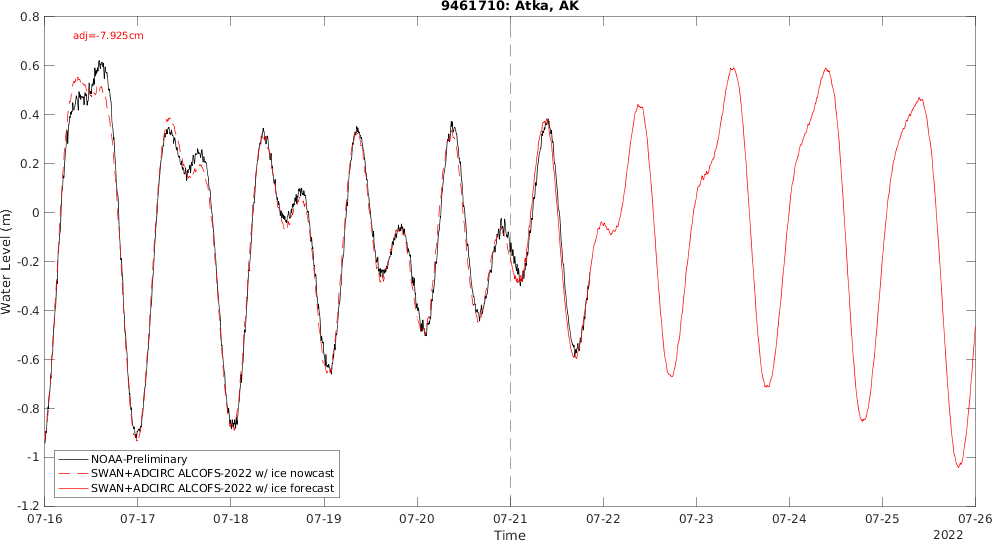 9461710: Atka, AK
adj=-7.925cm
0.8
0.6
0.4
0.2
0
-0.2
-0.4
-0.6
-0.8
-1
-1.2
Water Level (m)
NOAA-Preliminary
SWAN+ADCIRC ALCOFS-2022 w/ ice nowcast
SWAN+ADCIRC ALCOFS-2022 w/ ice forecast
07-16 07-17 07-18 07-19 07-20 07-21 07-22 07-23 07-24 07-25 07-26
Time
2022